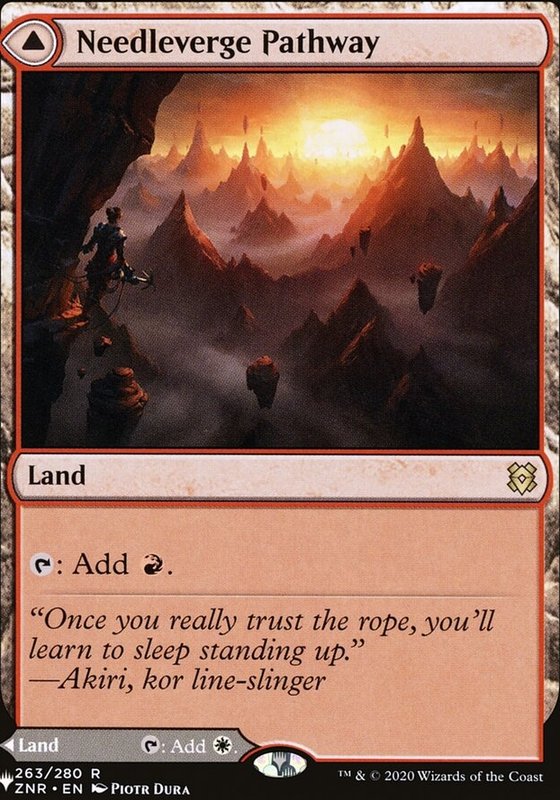 Needleverge Pathway
Land
: Add .
“Once you really trust the rope, you’ll
learn to sleep standing up.”
—Akiri, kor line-slinger
Land : Add .
263/280 R
ZNR • EN Piotr Dura
™ & © 2020 Wizards of the Coast